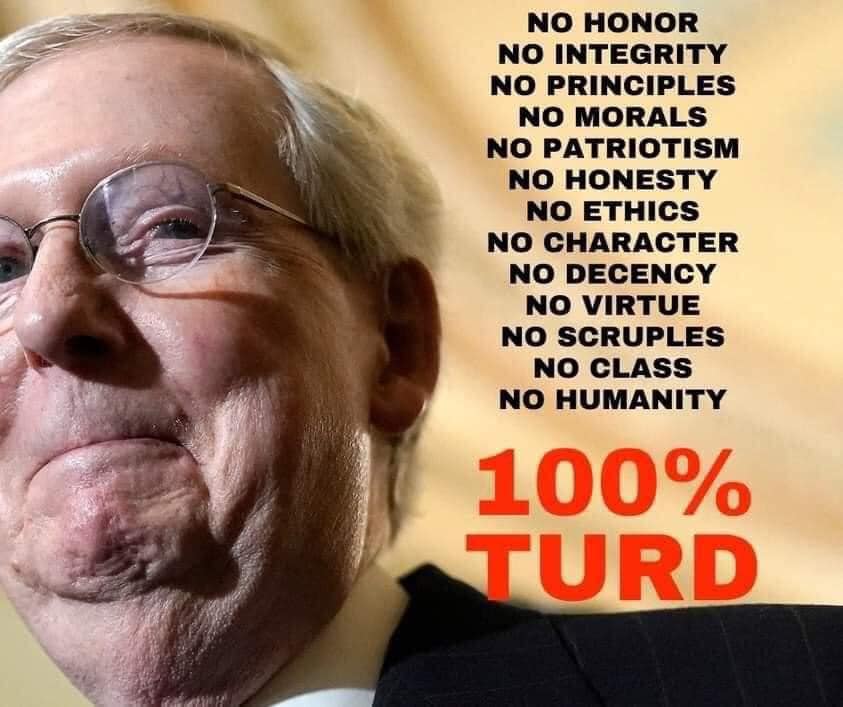 NO HONOR
NO INTEGRITY
NO PRINCIPLES
NO MORALS
NO PATRIOTISM
NO HONESTY
NO ETHICS
NO CHARACTER
NO DECENCY
NO VIRTUE
NO SCRUPLES
NO CLASS
NO HUMANITY
100%
TURD